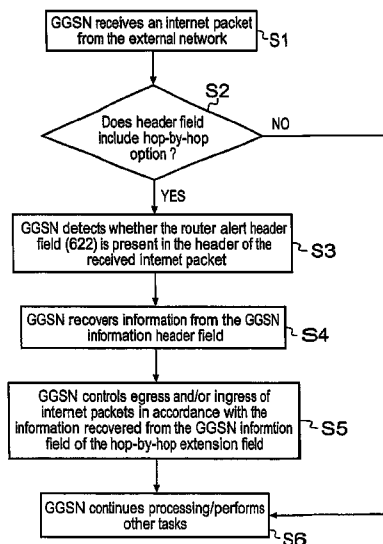 GGSN receives an internet packet
from the external network
S1
S2
Does header field
include hop-by-hop
option ?
NO
YES
GGSN detects whether the router alert header
field (622) is present in the header of the
received internet packet
S3
GGSN recovers information from the GGSN
information header field
S4
GGSN controls egress and/or ingress of
internet packets in accordance with the
information recovered from the GGSN informtion
field of the hop-by-hop extension field
S5
GGSN continues processing/performs
other tasks
S6